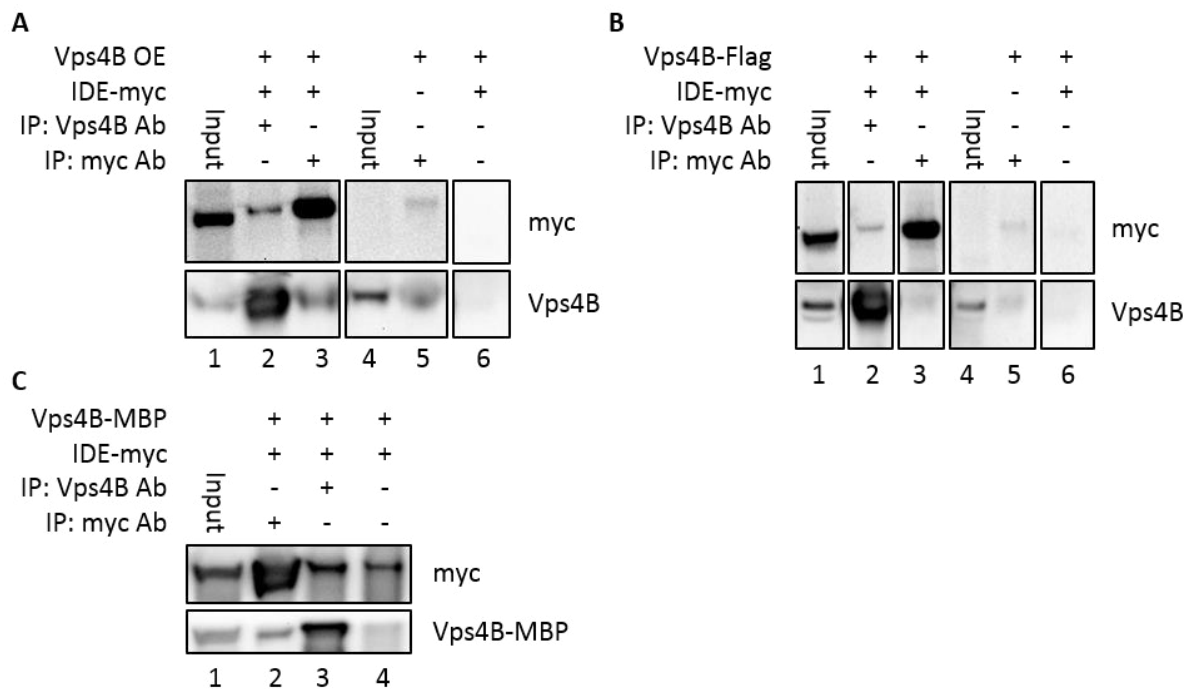 A
Vps4B OE + + + +
IDE-myc + + - +
IP: Vps4B Ab Input + - Input - -
IP: myc Ab - + + -
myc
Vps4B
1 2 3 4 5 6
B
Vps4B-Flag + + + +
IDE-myc + + - +
IP: Vps4B Ab Input + - Input - -
IP: myc Ab - + + -
myc
Vps4B
1 2 3 4 5 6
C
Vps4B-MBP + + +
IDE-myc + + +
IP: Vps4B Ab Input - + -
IP: myc Ab + - -
myc
Vps4B-MBP
1 2 3 4